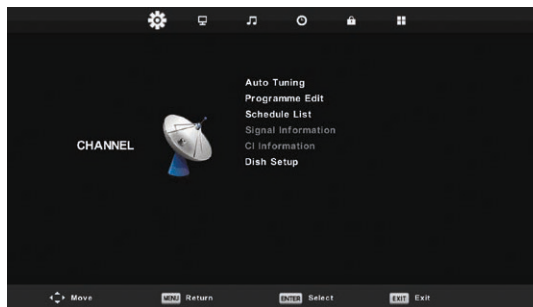 Auto Tuning
Programme Edit
Schedule List
Signal Information
CI Information
Dish Setup
CHANNEL
Move
MENU Return
ENTER Select
EXIT Exit